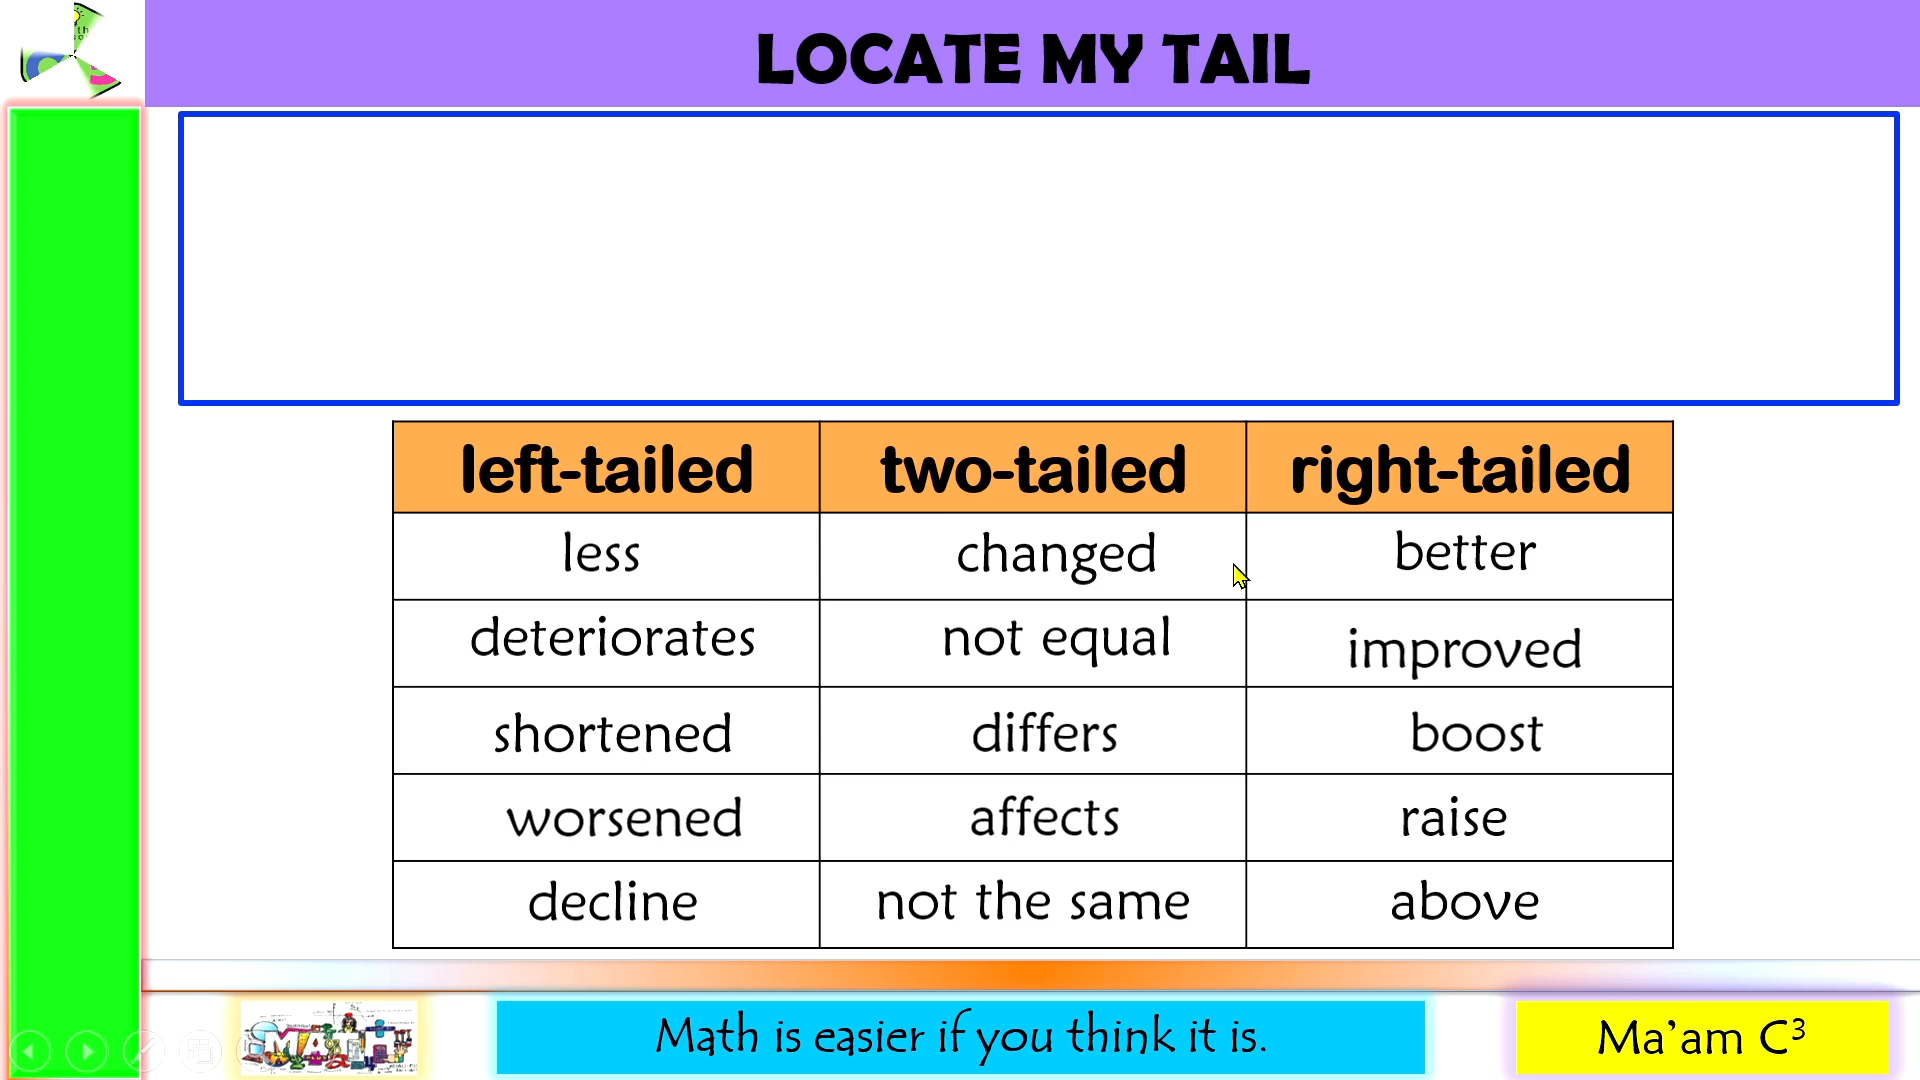 LOCATE MY TAIL
left-tailed two-tailed right-tailed
less changed better
deteriorates not equal improved
shortened differs boost
worsened affects raise
decline not the same above
MATH
Math is easier if you think it is.
Ma'am C³